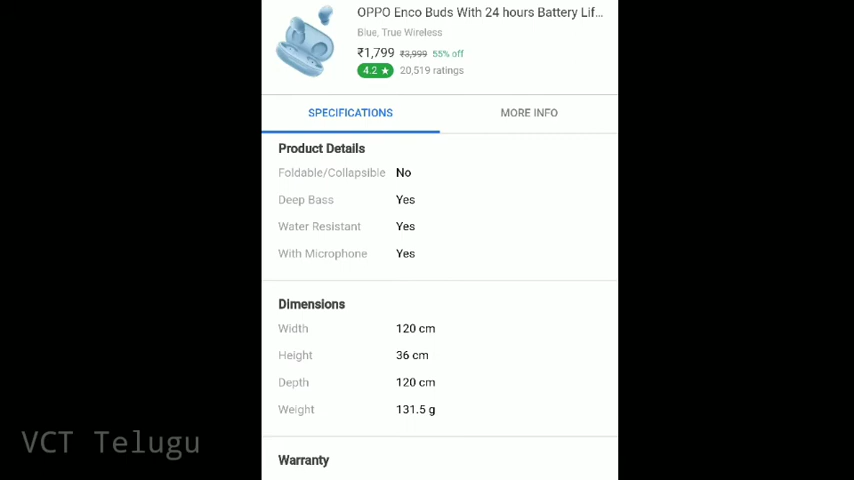 OPPO Enco Buds With 24 hours Battery Lif...
Blue, True Wireless
₹1,799 ₹3,999 55% off
4.2 ★ 20,519 ratings
SPECIFICATIONS MORE INFO
Product Details
Foldable/Collapsible No
Deep Bass Yes
Water Resistant Yes
With Microphone Yes
Dimensions
Width 120 cm
Height 36 cm
Depth 120 cm
Weight 131.5 g
Warranty
VCT Telugu